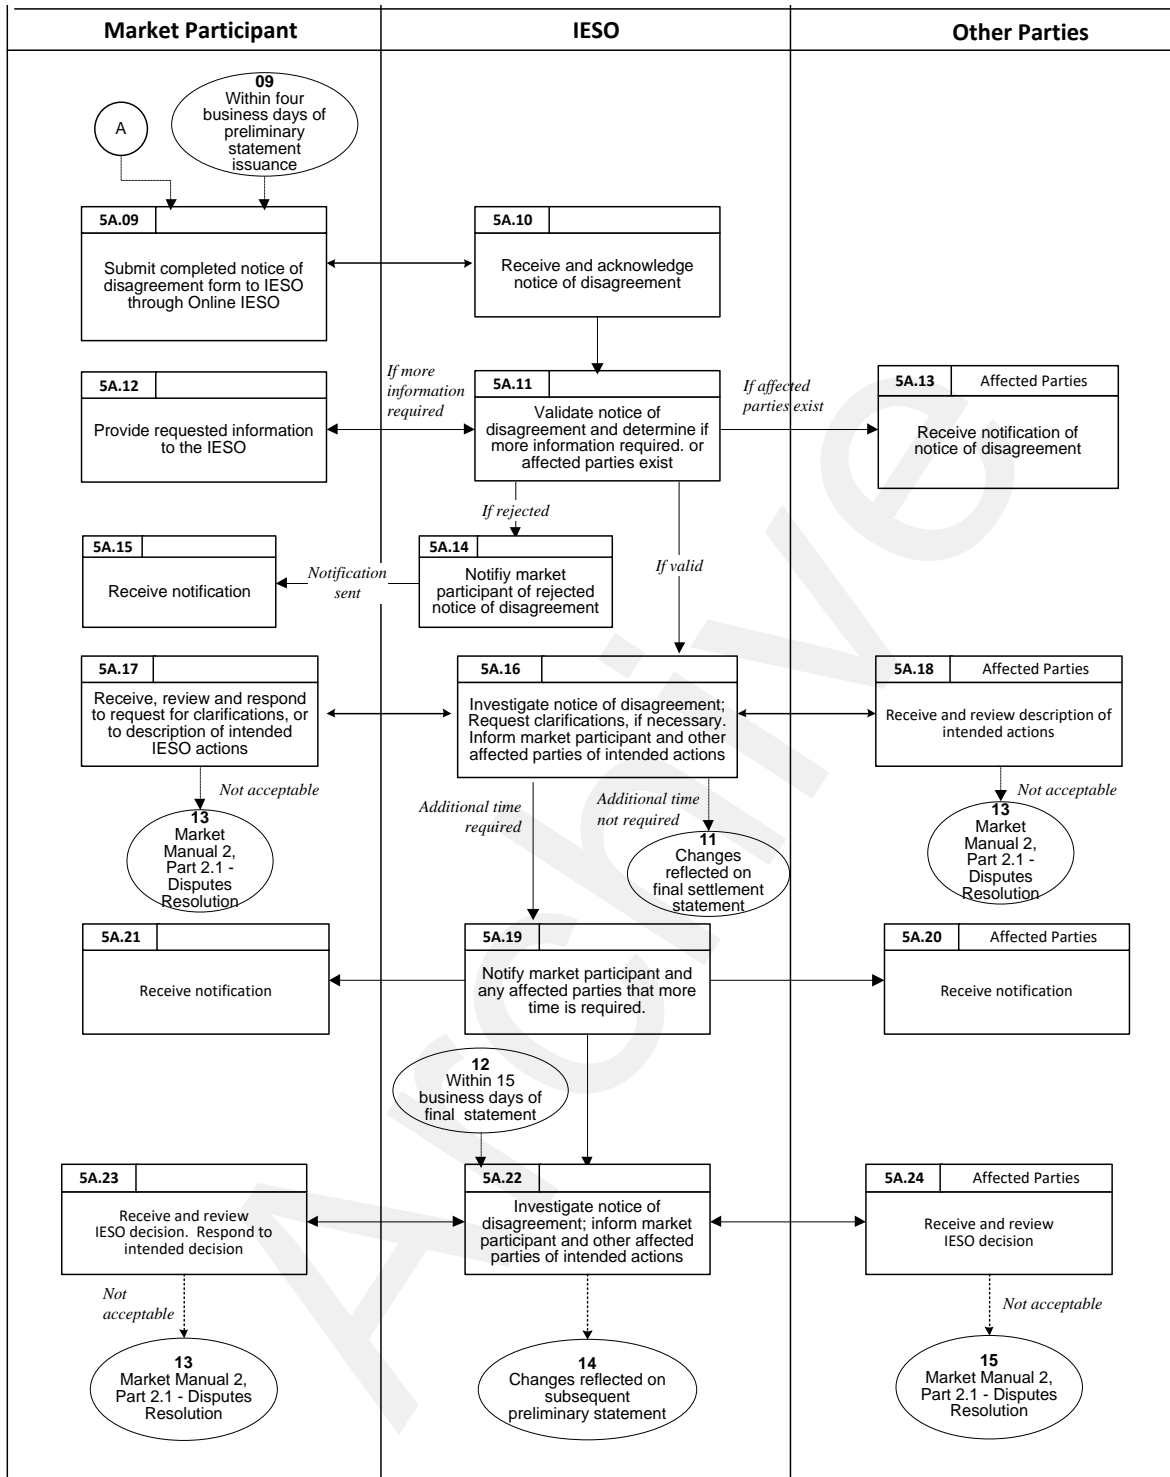 Market Participant
IESO
Other Parties
A
09
Within four
business days of
preliminary
statement
issuance
5A.09
Submit completed notice of
disagreement form to IESO
through Online IESO
5A.10
Receive and acknowledge
notice of disagreement
5A.12
Provide requested information
to the IESO
If more
information
required
5A.11
Validate notice of
disagreement and determine if
more information required. or
affected parties exist
If affected
parties exist
5A.13
Affected Parties
Receive notification of
notice of disagreement
If rejected
If valid
5A.15
Receive notification
Notification
sent
5A.14
Notifiy market
participant of rejected
notice of disagreement
5A.17
Receive, review and respond
to request for clarifications, or
to description of intended
IESO actions
5A.16
Investigate notice of disagreement;
Request clarifications, if necessary.
Inform market participant and other
affected parties of intended actions
5A.18
Affected Parties
Receive and review description of
intended actions
Not acceptable
13
Market
Manual 2,
Part 2.1 -
Disputes
Resolution
Additional time
required
Additional time
not required
11
Changes
reflected on
final settlement
statement
Not acceptable
13
Market
Manual 2,
Part 2.1 -
Disputes
Resolution
5A.21
Receive notification
5A.19
Notify market participant and
any affected parties that more
time is required.
5A.20
Affected Parties
Receive notification
12
Within 15
business days of
final statement
5A.23
Receive and review
IESO decision. Respond to
intended decision
5A.22
Investigate notice of
disagreement; inform market
participant and other affected
parties of intended actions
5A.24
Affected Parties
Receive and review
IESO decision
Not
acceptable
13
Market Manual 2,
Part 2.1 - Disputes
Resolution
14
Changes reflected on
subsequent
preliminary statement
Not acceptable
15
Market Manual 2,
Part 2.1 - Disputes
Resolution
Archive